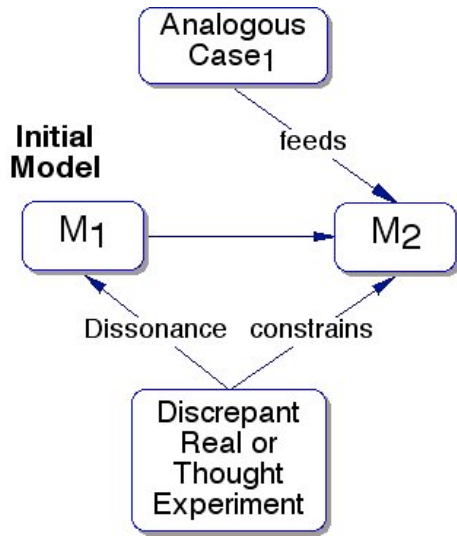 Analogous
Case1
feeds
Initial
Model
M1
M2
Dissonance
constrains
Discrepant
Real or
Thought
Experiment